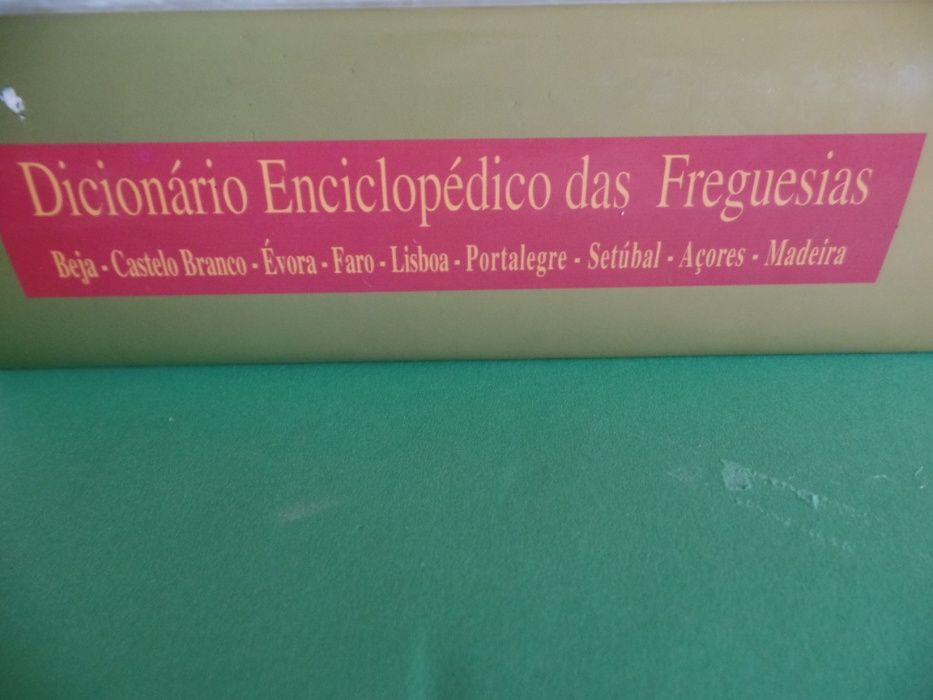 Dicionário Enciclopédico das Freguesias
Beja - Castelo Branco - Évora - Faro - Lisboa - Portalegre - Setúbal - Açores - Madeira